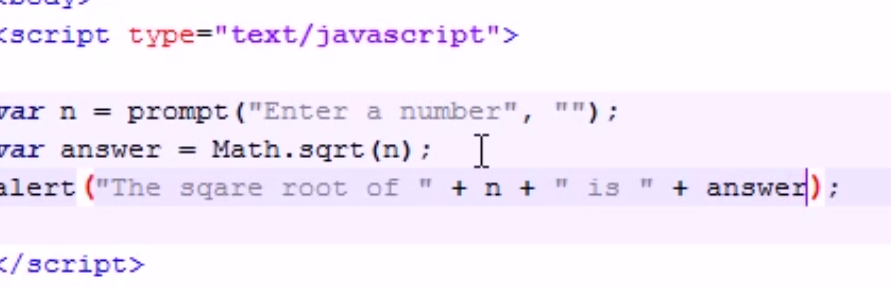 <body>
<script type="text/javascript">
var n = prompt("Enter a number", "");
var answer = Math.sqrt(n);
alert("The sqare root of " + n + " is " + answer);
</script>